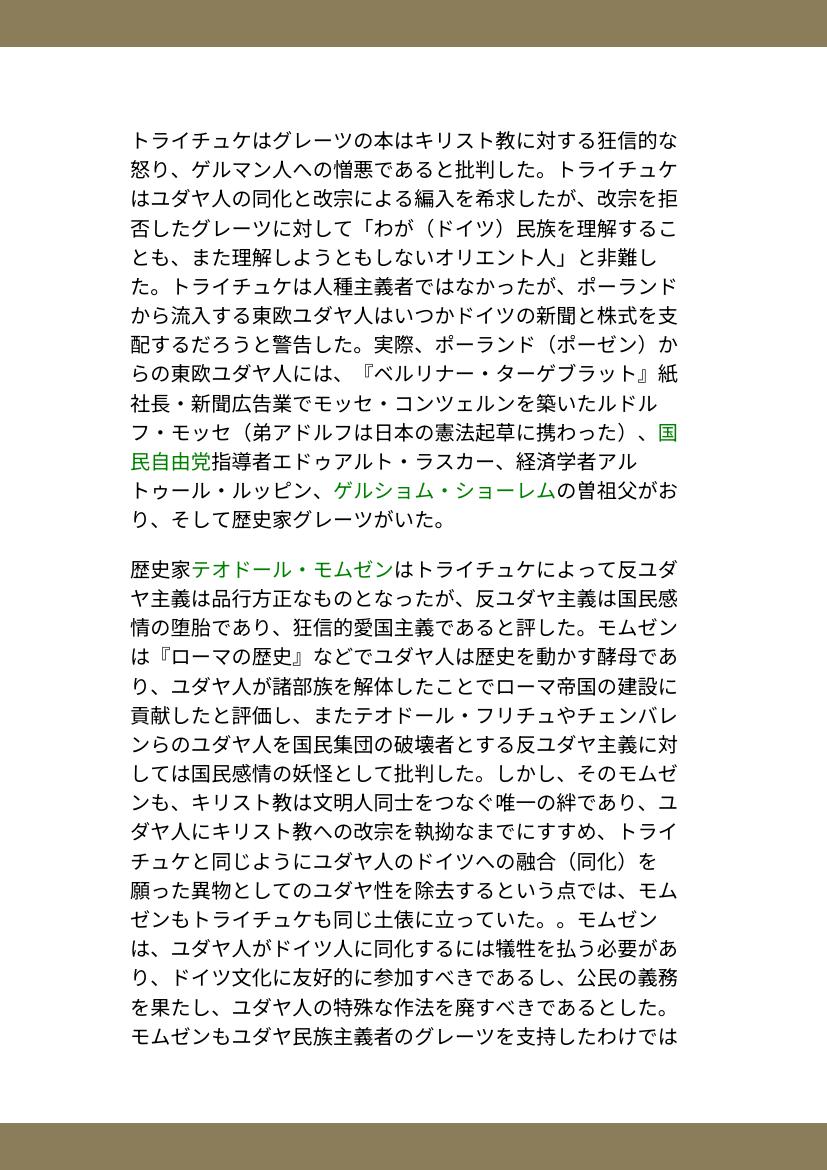 トライチュケはグレーツの本はキリスト教に対する狂信的な
怒り、ゲルマン人への憎悪であると批判した。トライチュケ
はユダヤ人の同化と改宗による編入を希求したが、改宗を拒
否したグレーツに対して「わが（ドイツ）民族を理解するこ
とも、また理解しようともしないオリエント人」と非難し
た。トライチュケは人種主義者ではなかったが、ポーランド
から流入する東欧ユダヤ人はいつかドイツの新聞と株式を支
配するだろうと警告した。実際、ポーランド（ポーゼン）か
らの東欧ユダヤ人には、『ベルリナー・ターゲブラット』紙
社長・新聞広告業でモッセ・コンツェルンを築いたルドル
フ・モッセ（弟アドルフは日本の憲法起草に携わった）、国
民自由党指導者エドゥアルト・ラスカー、経済学者アル
トゥール・ルッピン、ゲルショム・ショーレムの曽祖父がお
り、そして歴史家グレーツがいた。
歴史家テオドール・モムゼンはトライチュケによって反ユダ
ヤ主義は品行方正なものとなったが、反ユダヤ主義は国民感
情の堕胎であり、狂信的愛国主義であると評した。モムゼン
は『ローマの歴史』などでユダヤ人は歴史を動かす酵母であ
り、ユダヤ人が諸部族を解体したことでローマ帝国の建設に
貢献したと評価し、またテオドール・フリチュやチェンバレ
ンらのユダヤ人を国民集団の破壊者とする反ユダヤ主義に対
しては国民感情の妖怪として批判した。しかし、そのモムゼ
ンも、キリスト教は文明人同士をつなぐ唯一の絆であり、ユ
ダヤ人にキリスト教への改宗を執拗なまでにすすめ、トライ
チュケと同じようにユダヤ人のドイツへの融合（同化）を
願った異物としてのユダヤ性を除去するという点では、モム
ゼンもトライチュケも同じ土俵に立っていた。。モムゼン
は、ユダヤ人がドイツ人に同化するには犠牲を払う必要があ
り、ドイツ文化に友好的に参加すべきであるし、公民の義務
を果たし、ユダヤ人の特殊な作法を廃すべきであるとした。
モムゼンもユダヤ民族主義者のグレーツを支持したわけでは